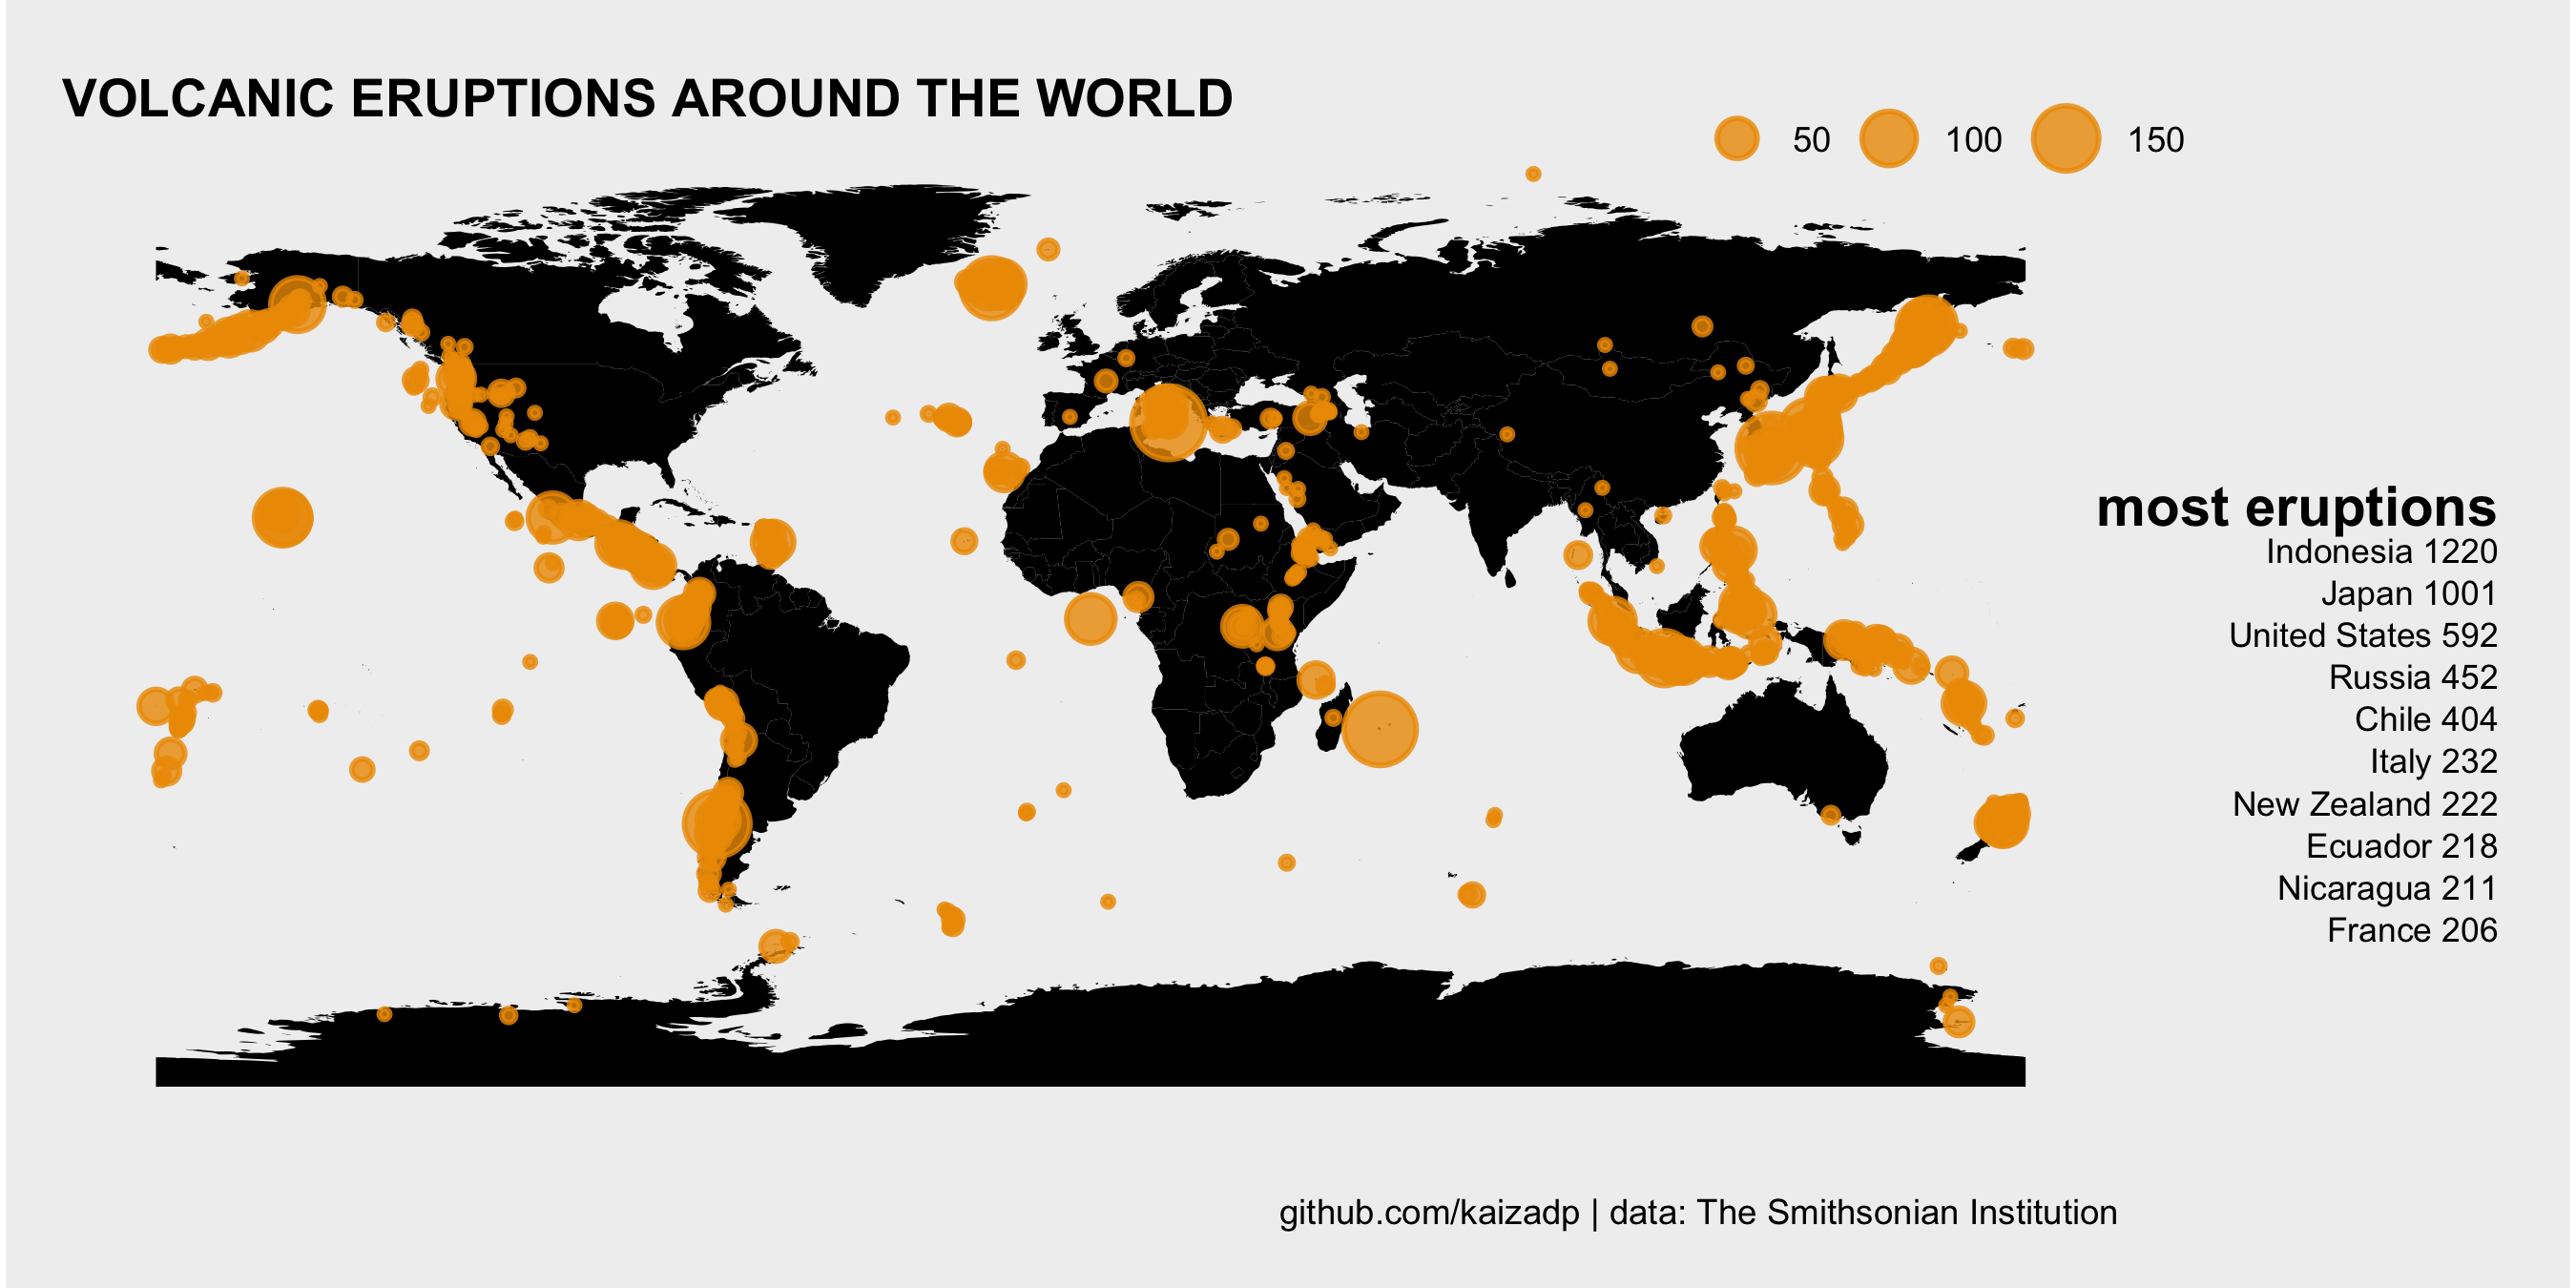 VOLCANIC ERUPTIONS AROUND THE WORLD
50 100 150
most eruptions
Indonesia 1220
Japan 1001
United States 592
Russia 452
Chile 404
Italy 232
New Zealand 222
Ecuador 218
Nicaragua 211
France 206
github.com/kaizadp | data: The Smithsonian Institution